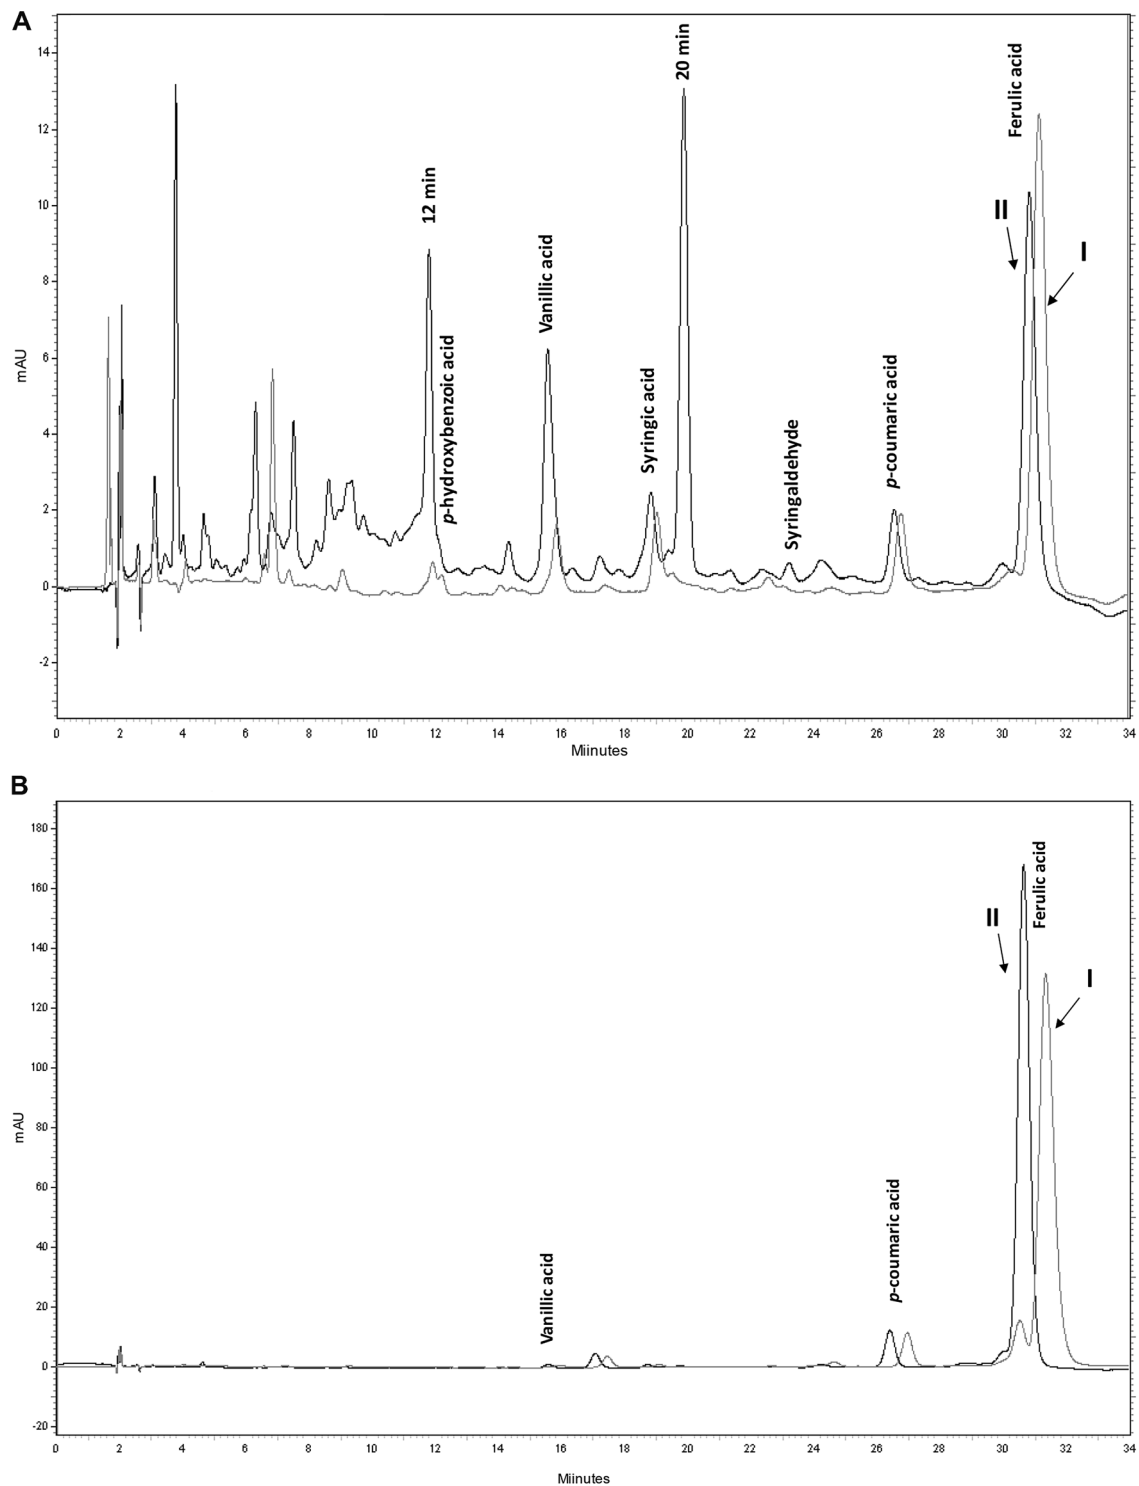 A
14
12
10
8
6
4
2
0
-2
mAU
12 min
p-hydroxybenzoic acid
Vanillic acid
Syringic acid
20 min
Syringaldehyde
p-coumaric acid
Ferulic acid
II
I
0 2 4 6 8 10 12 14 16 18 20 22 24 26 28 30 32 34
Miinutes
B
180
160
140
120
100
80
60
40
20
0
-20
mAU
Vanillic acid
p-coumaric acid
Ferulic acid
II
I
0 2 4 6 8 10 12 14 16 18 20 22 24 26 28 30 32 34
Miinutes